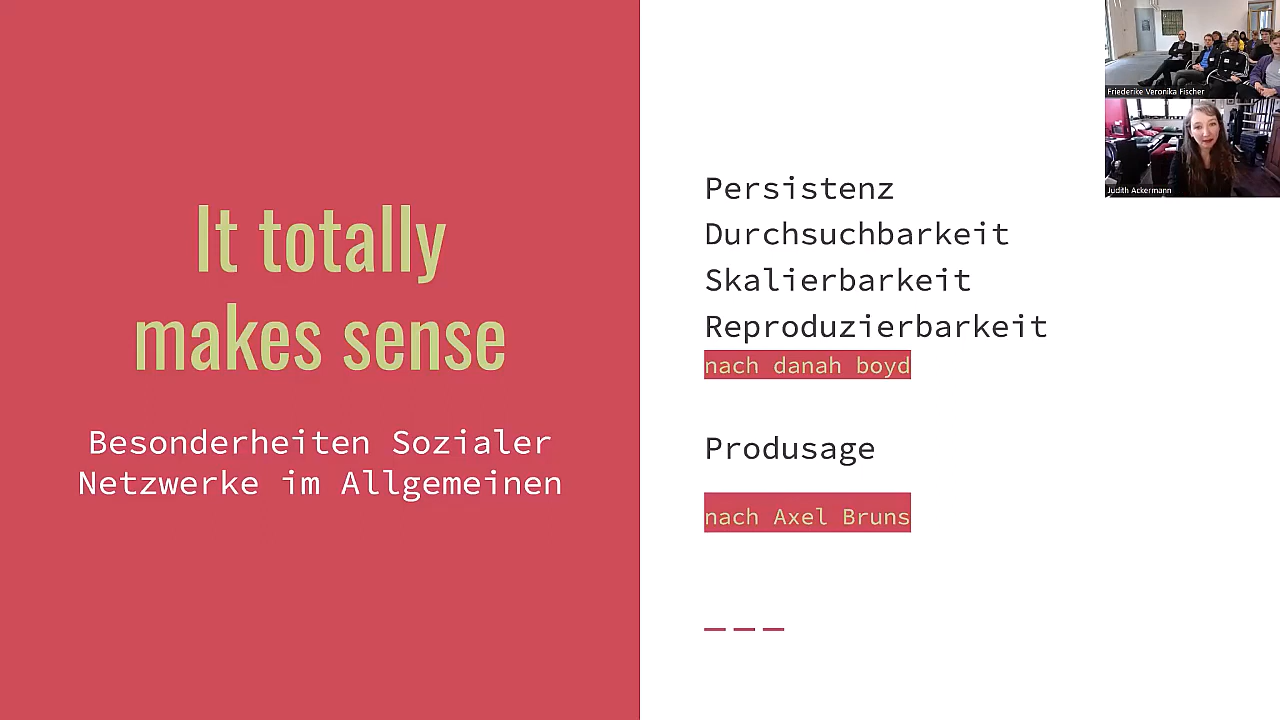 It totally
makes sense
Besonderheiten Sozialer
Netzwerke im Allgemeinen
Persistenz
Durchsuchbarkeit
Skalierbarkeit
Reproduzierbarkeit
nach danah boyd
Produsage
nach Axel Bruns
Friederike Veronika Fischer
Judith Ackermann